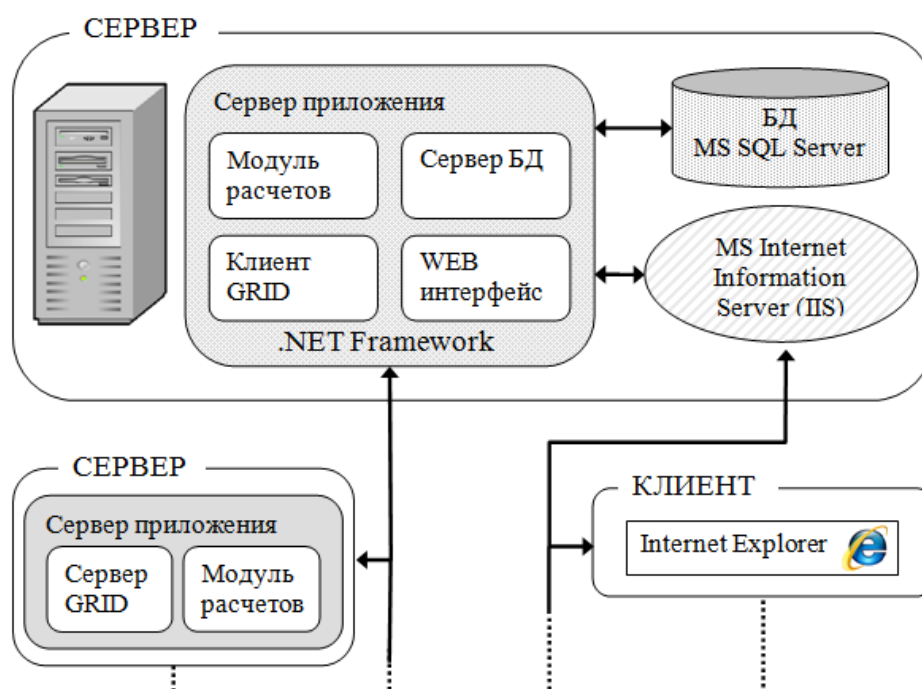 СЕРВЕР
Сервер приложения
Модуль
расчетов
Сервер БД
Клиент
GRID
WEB
интерфейс
.NET Framework
БД
MS SQL Server
MS Internet
Information
Server (IIS)
СЕРВЕР
Сервер приложения
Сервер
GRID
Модуль
расчетов
КЛИЕНТ
Internet Explorer